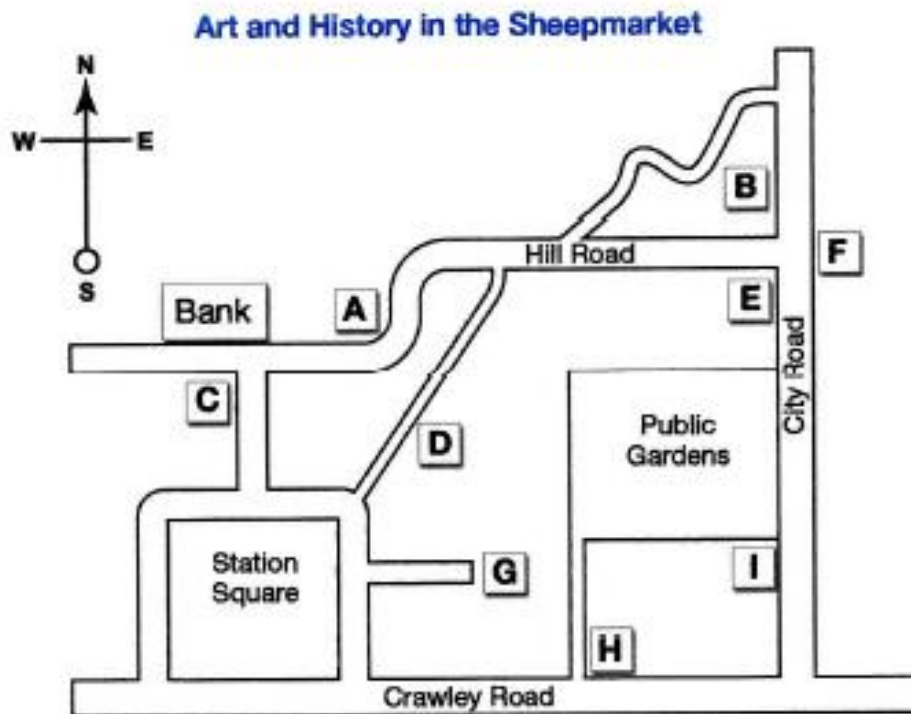 Art and History in the Sheepmarket
N
W
E
S
B
Hill Road
F
A
E
Bank
C
City Road
D
Public
Gardens
Station
Square
G
I
H
Crawley Road